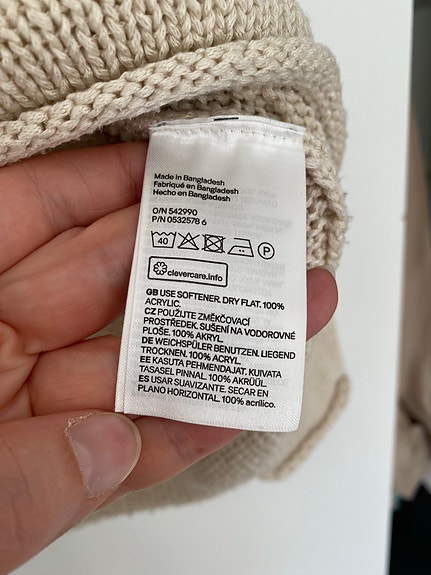 Made in Bangladesh
Fabriqué en Bangladesh
Hecho en Bangladesh
O/N 542990
P/N 0532578 6
40
P
clevercare.info
GB USE SOFTENER. DRY FLAT. 100%
ACRYLIC.
CZ POUŽIJTE ZMĚKČOVACÍ
PROSTŘEDEK. SUŠENÍ NA VODOROVNÉ
PLOŠE. 100% AKRYL.
DE WEICHSPÜLER BENUTZEN. LIEGEND
TROCKNEN. 100% ACRYL.
EE KASUTA PEHMENDAJAT. KUIVATA
TASASEL PINNAL. 100% AKRÜÜL.
ES USAR SUAVIZANTE. SECAR EN
PLANO HORIZONTAL. 100% acrílico.